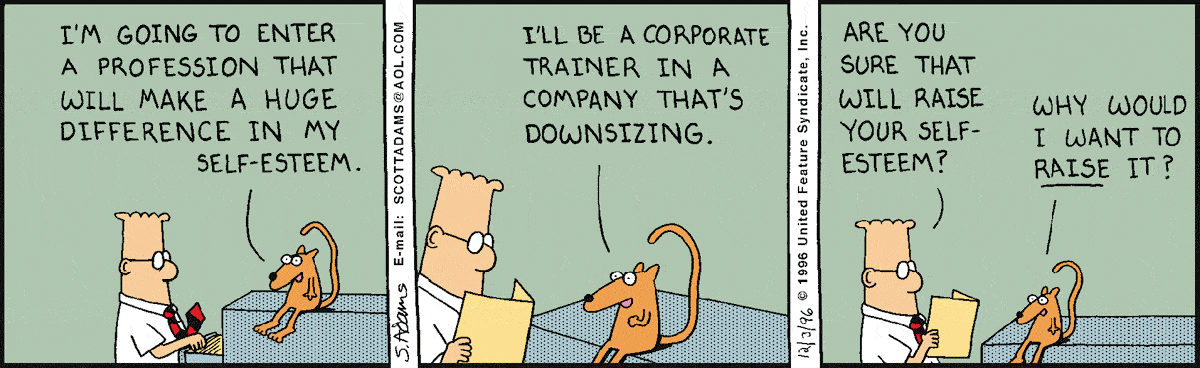 I'M GOING TO ENTER
A PROFESSION THAT
WILL MAKE A HUGE
DIFFERENCE IN MY
SELF-ESTEEM.
S.Adams
E-mail: SCOTTADAMS@AOL.COM
I'LL BE A CORPORATE
TRAINER IN A
COMPANY THAT'S
DOWNSIZING.
12/2/96 © 1996 United Feature Syndicate, Inc.
ARE YOU
SURE THAT
WILL RAISE
YOUR SELF-
ESTEEM?
WHY WOULD
I WANT TO
RAISE IT?